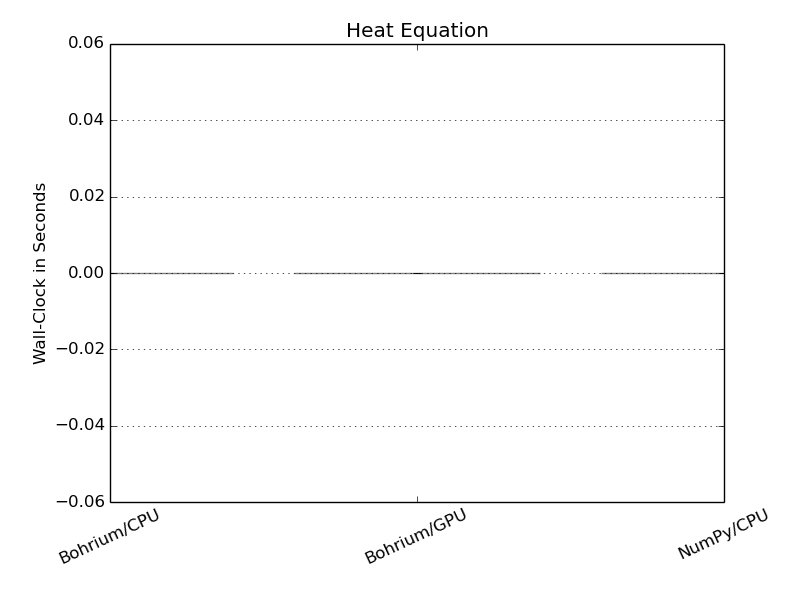 Heat Equation
0.06
0.04
0.02
0.00
−0.02
−0.04
−0.06
Wall-Clock in Seconds
Bohrium/CPU
Bohrium/GPU
NumPy/CPU